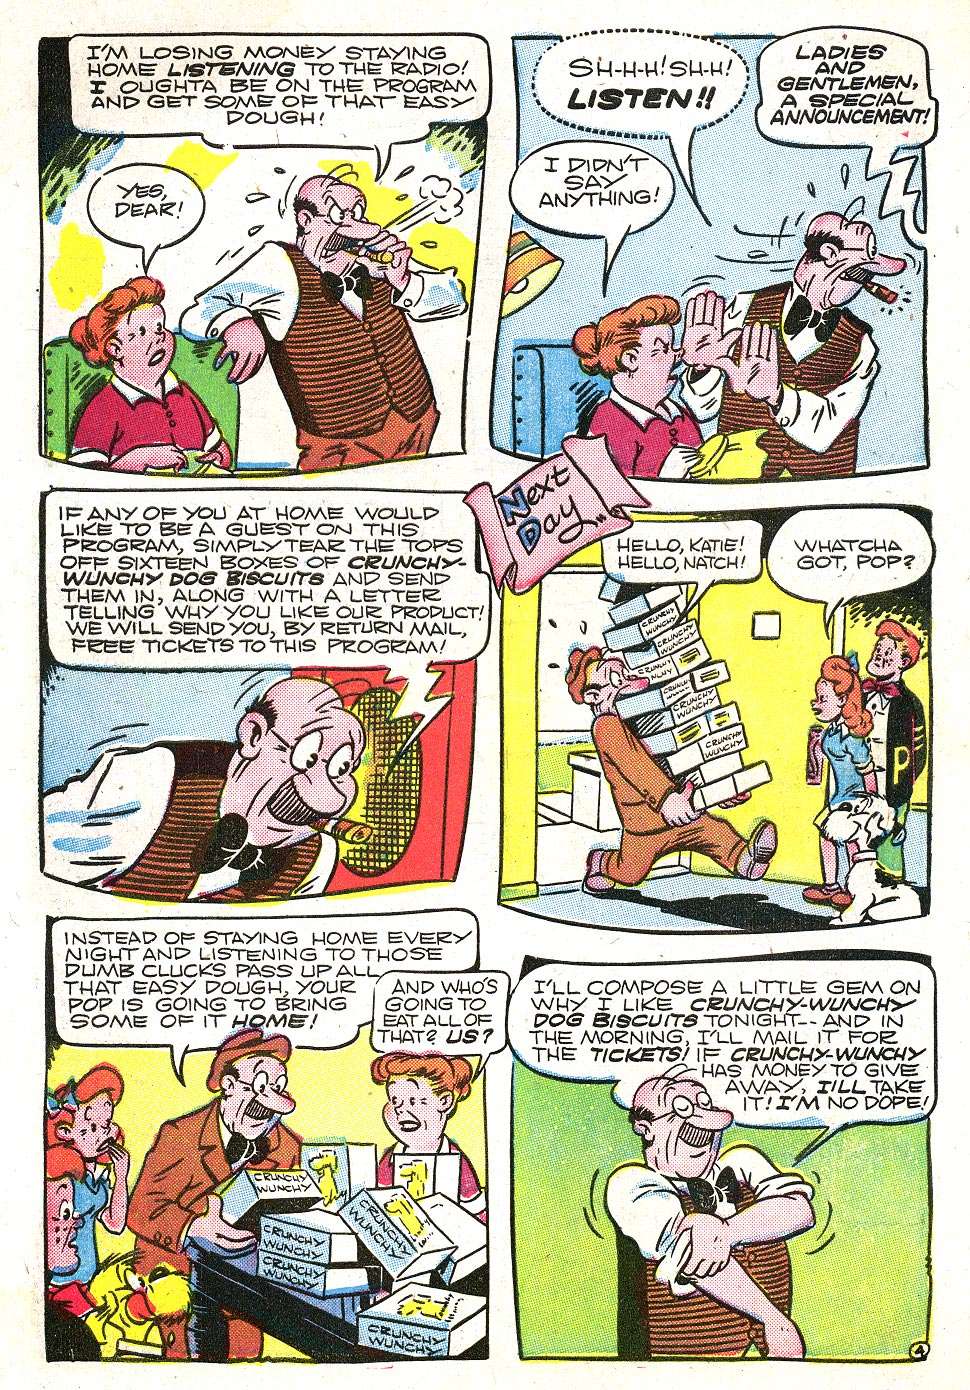 I'M LOSING MONEY STAYING
HOME LISTENING TO THE RADIO!
I OUGHTA BE ON THE PROGRAM
AND GET SOME OF THAT EASY
DOUGH!
YES,
DEAR!
SH-H-H! SH-H!
LISTEN!!
I DIDN'T
SAY
ANYTHING!
LADIES
AND
GENTLEMEN,
A SPECIAL
ANNOUNCEMENT!
IF ANY OF YOU AT HOME WOULD
LIKE TO BE A GUEST ON THIS
PROGRAM, SIMPLY TEAR THE TOPS
OFF SIXTEEN BOXES OF CRUNCHY-
WUNCHY DOG BISCUITS AND SEND
THEM IN, ALONG WITH A LETTER
TELLING WHY YOU LIKE OUR PRODUCT!
WE WILL SEND YOU, BY RETURN MAIL,
FREE TICKETS TO THIS PROGRAM!
Next
Day...
HELLO, KATIE!
HELLO, NATCH!
WHATCHA
GOT, POP?
CRUNCHY
WUNCHY
CRUNCHY
CRUNCHY
CRUNCHY
WUNCHY
CRUNCHY
WUNCHY
P
INSTEAD OF STAYING HOME EVERY
NIGHT AND LISTENING TO THOSE
DUMB CLUCKS PASS UP ALL
THAT EASY DOUGH, YOUR
POP IS GOING TO BRING
SOME OF IT HOME!
AND WHO'S
GOING TO
EAT ALL OF
THAT? US?
CRUNCHY
WUNCHY
CRUNCHY
WUNCHY
CRUNCHY
WUNCHY
CRUNCHY
WUNCHY
CRUNCHY
WUNCHY
I'LL COMPOSE A LITTLE GEM ON
WHY I LIKE CRUNCHY-WUNCHY
DOG BISCUITS TONIGHT-- AND IN
THE MORNING, I'LL MAIL IT FOR
THE TICKETS! IF CRUNCHY-WUNCHY
HAS MONEY TO GIVE
AWAY, I'LL TAKE
IT! I'M NO DOPE!
4